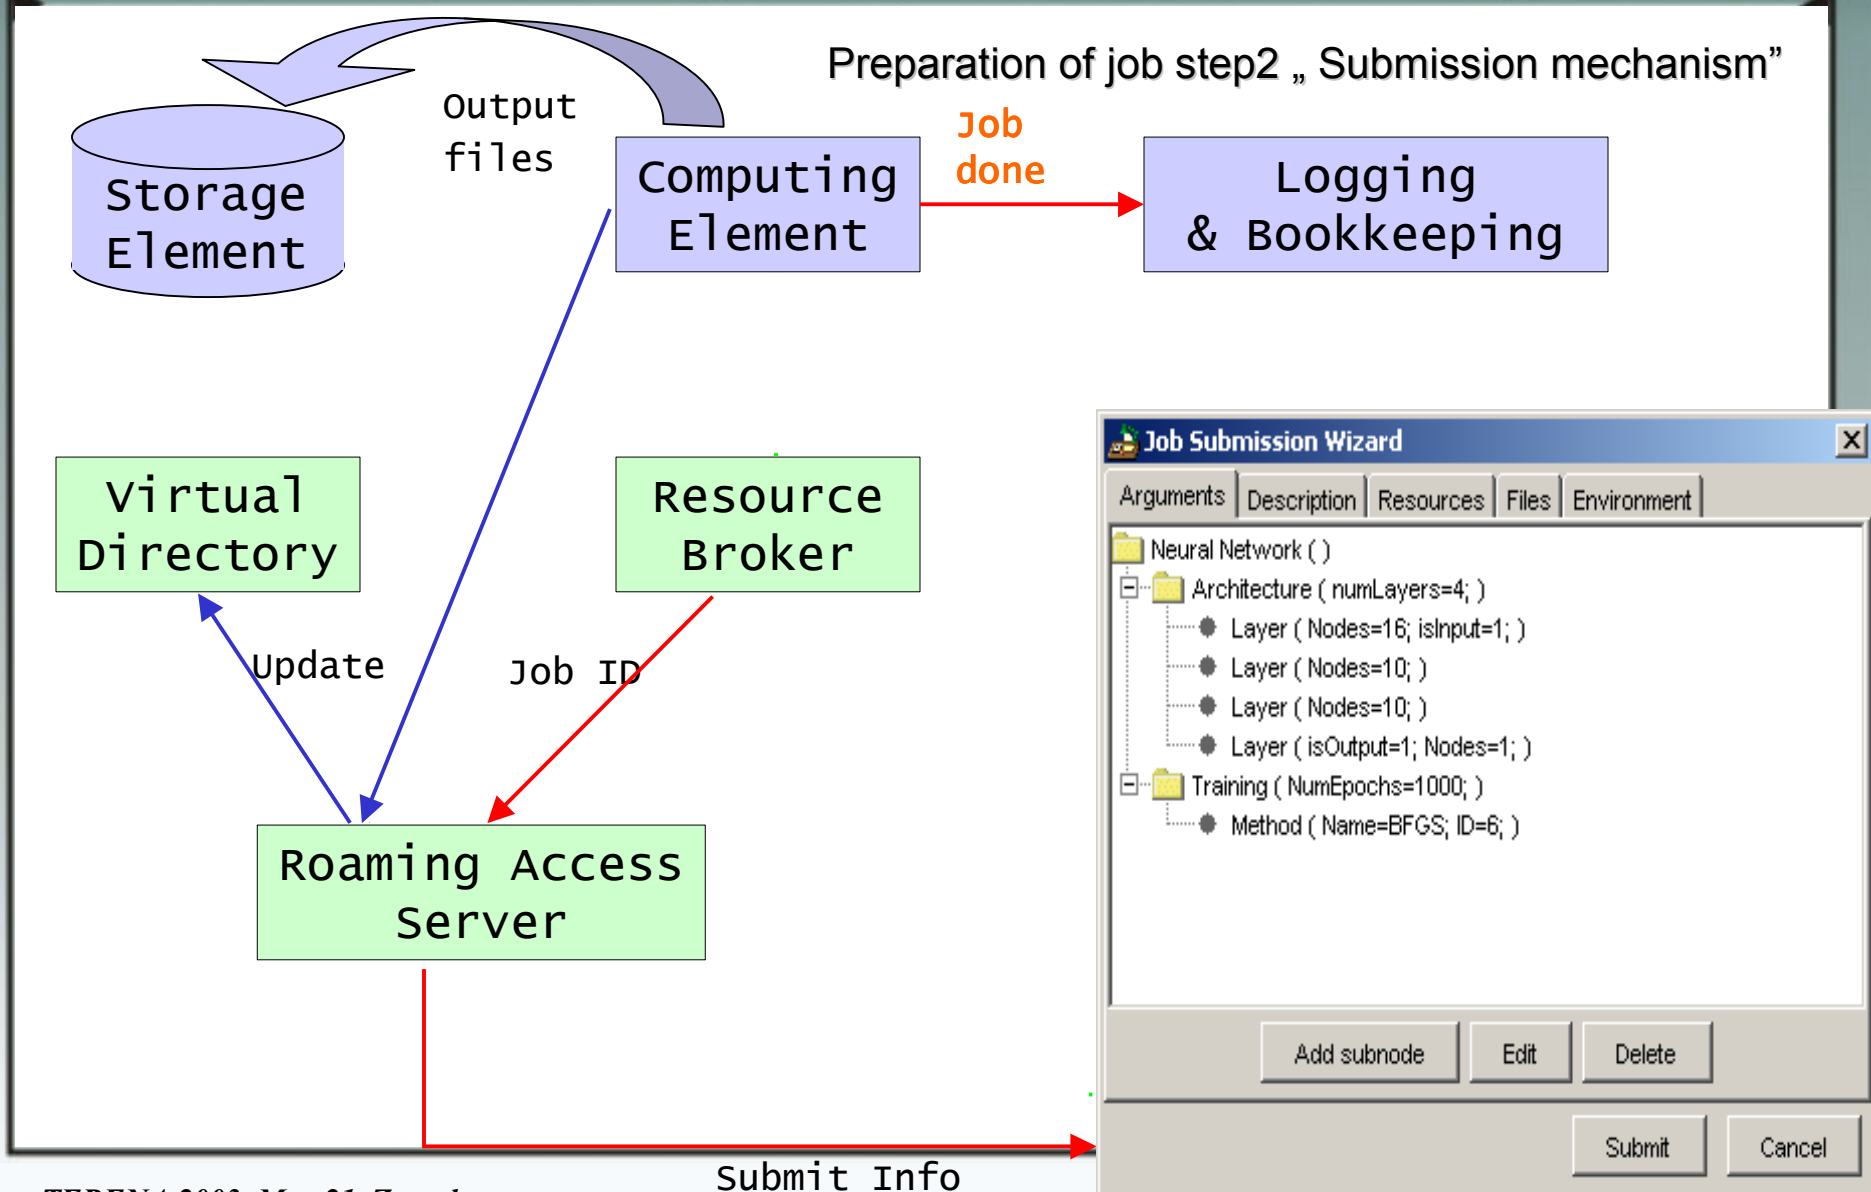 Preparation of job step2 „ Submission mechanism”
Output
files
Job
done
Storage
Element
Computing
Element
Logging
& Bookkeeping
Virtual
Directory
Resource
Broker
Update
Job ID
Roaming Access
Server
Submit Info
Job Submission Wizard
Arguments Description Resources Files Environment
Neural Network ( )
Architecture ( numLayers=4; )
Layer ( Nodes=16; isInput=1; )
Layer ( Nodes=10; )
Layer ( Nodes=10; )
Layer ( isOutput=1; Nodes=1; )
Training ( NumEpochs=1000; )
Method ( Name=BFGS; ID=6; )
Add subnode Edit Delete
Submit Cancel